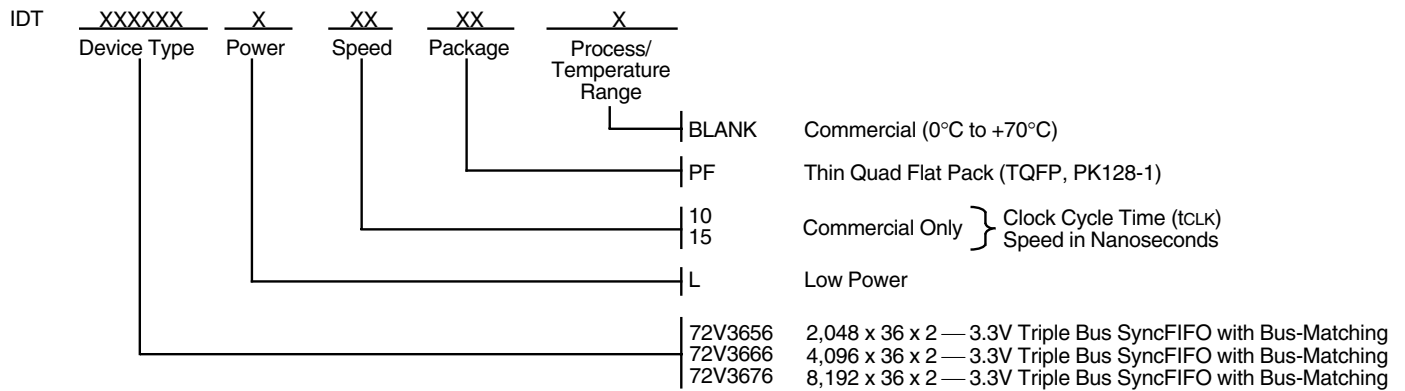 IDT XXXXXX X XX XX X
Device Type Power Speed Package Process/
Temperature
Range
BLANK Commercial (0°C to +70°C)
PF Thin Quad Flat Pack (TQFP, PK128-1)
10
15
Commercial Only } Clock Cycle Time (tCLK)
Speed in Nanoseconds
L Low Power
72V3656 2,048 x 36 x 2 — 3.3V Triple Bus SyncFIFO with Bus-Matching
72V3666 4,096 x 36 x 2 — 3.3V Triple Bus SyncFIFO with Bus-Matching
72V3676 8,192 x 36 x 2 — 3.3V Triple Bus SyncFIFO with Bus-Matching